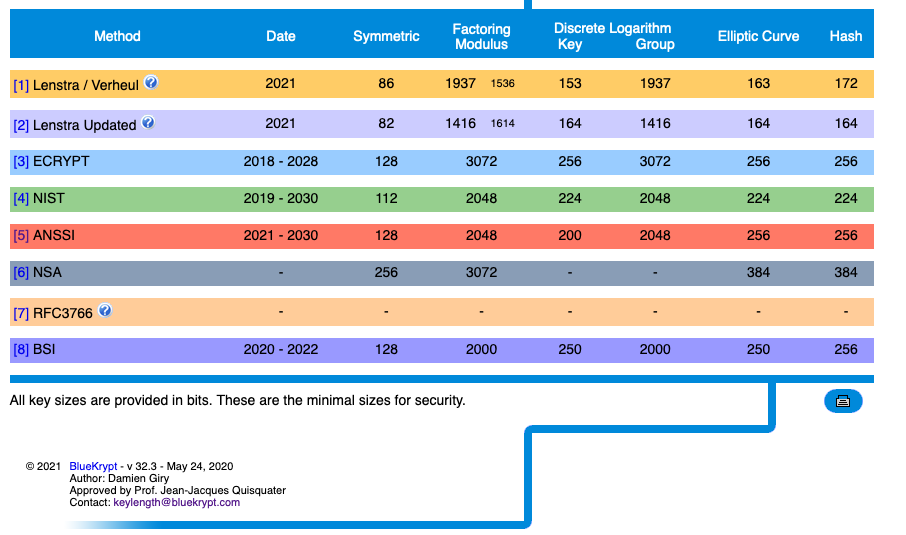 Method Date Symmetric Factoring Modulus Discrete Logarithm Key Group Elliptic Curve Hash
[1] Lenstra / Verheul ? 2021 86 1937 1536 153 1937 163 172
[2] Lenstra Updated ? 2021 82 1416 1614 164 1416 164 164
[3] ECRYPT 2018 - 2028 128 3072 256 3072 256 256
[4] NIST 2019 - 2030 112 2048 224 2048 224 224
[5] ANSSI 2021 - 2030 128 2048 200 2048 256 256
[6] NSA - 256 3072 - - 384 384
[7] RFC3766 ? - - - - - - -
[8] BSI 2020 - 2022 128 2000 250 2000 250 256
All key sizes are provided in bits. These are the minimal sizes for security.
© 2021 BlueKrypt - v 32.3 - May 24, 2020
Author: Damien Giry
Approved by Prof. Jean-Jacques Quisquater
Contact: keylength@bluekrypt.com